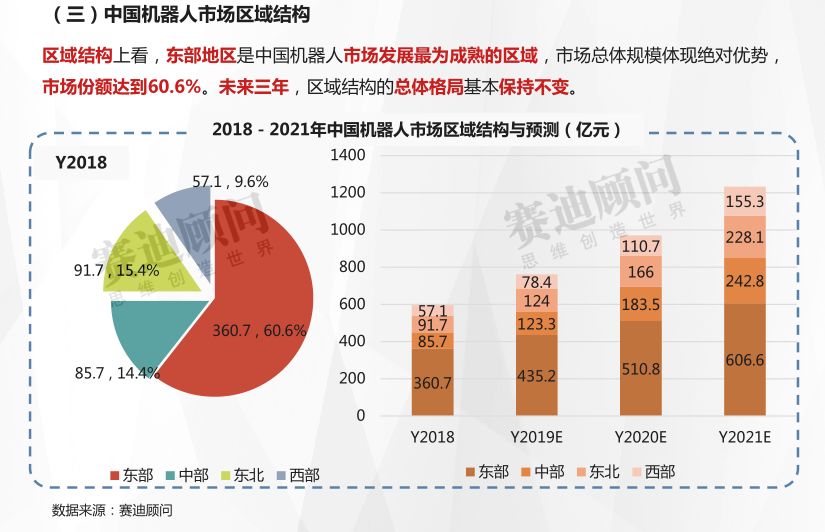 （三）中国机器人市场区域结构
区域结构上看，东部地区是中国机器人市场发展最为成熟的区域，市场总体规模体现绝对优势，
市场份额达到60.6%。未来三年，区域结构的总体格局基本保持不变。
2018－2021年中国机器人市场区域结构与预测（亿元）
Y2018
57.1 , 9.6%
91.7 , 15.4%
360.7 , 60.6%
85.7 , 14.4%
赛迪顾问
思维创造世界
东部 中部 东北 西部
1400
1200
1000
800
600
400
200
0
57.1
91.7
85.7
360.7
78.4
124
123.3
435.2
110.7
166
183.5
510.8
155.3
228.1
242.8
606.6
赛迪顾问
思维创造世界
Y2018 Y2019E Y2020E Y2021E
东部 中部 东北 西部
数据来源：赛迪顾问